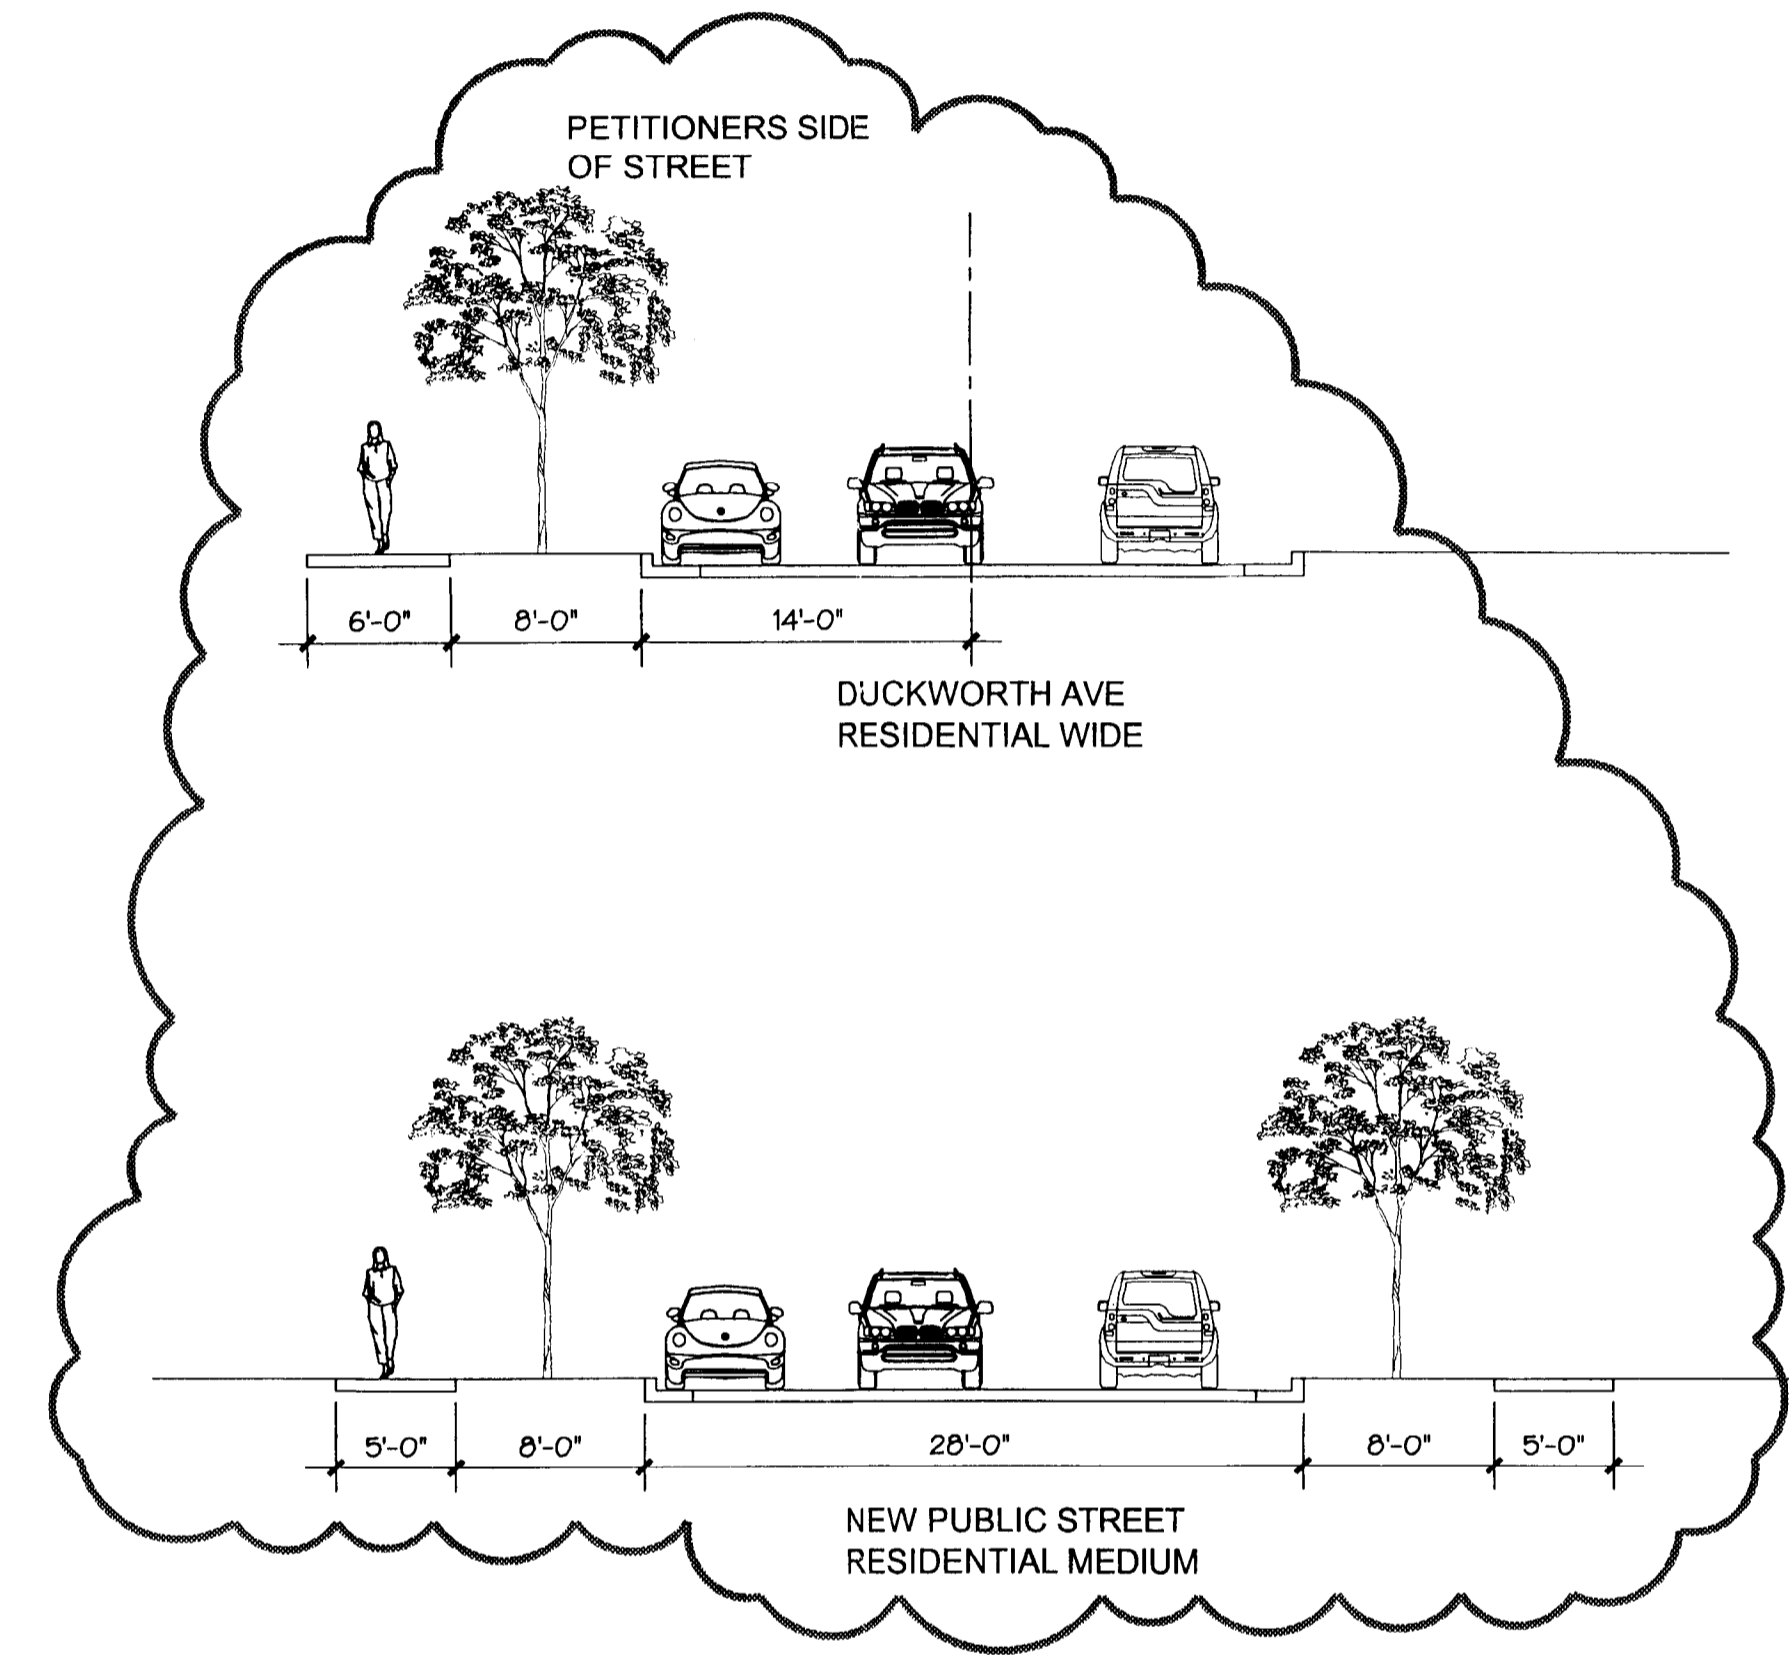 PETITIONERS SIDE
OF STREET
6'-0"
8'-0"
14'-0"
DUCKWORTH AVE
RESIDENTIAL WIDE
5'-0"
8'-0"
28'-0"
8'-0"
5'-0"
NEW PUBLIC STREET
RESIDENTIAL MEDIUM